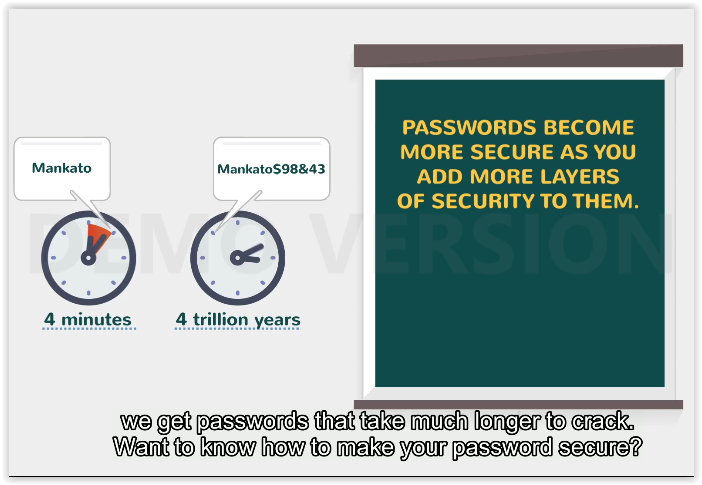 Mankato
Mankato$98&43
4 minutes
4 trillion years
PASSWORDS BECOME
MORE SECURE AS YOU
ADD MORE LAYERS
OF SECURITY TO THEM.
DEMO VERSION
we get passwords that take much longer to crack.
Want to know how to make your password secure?